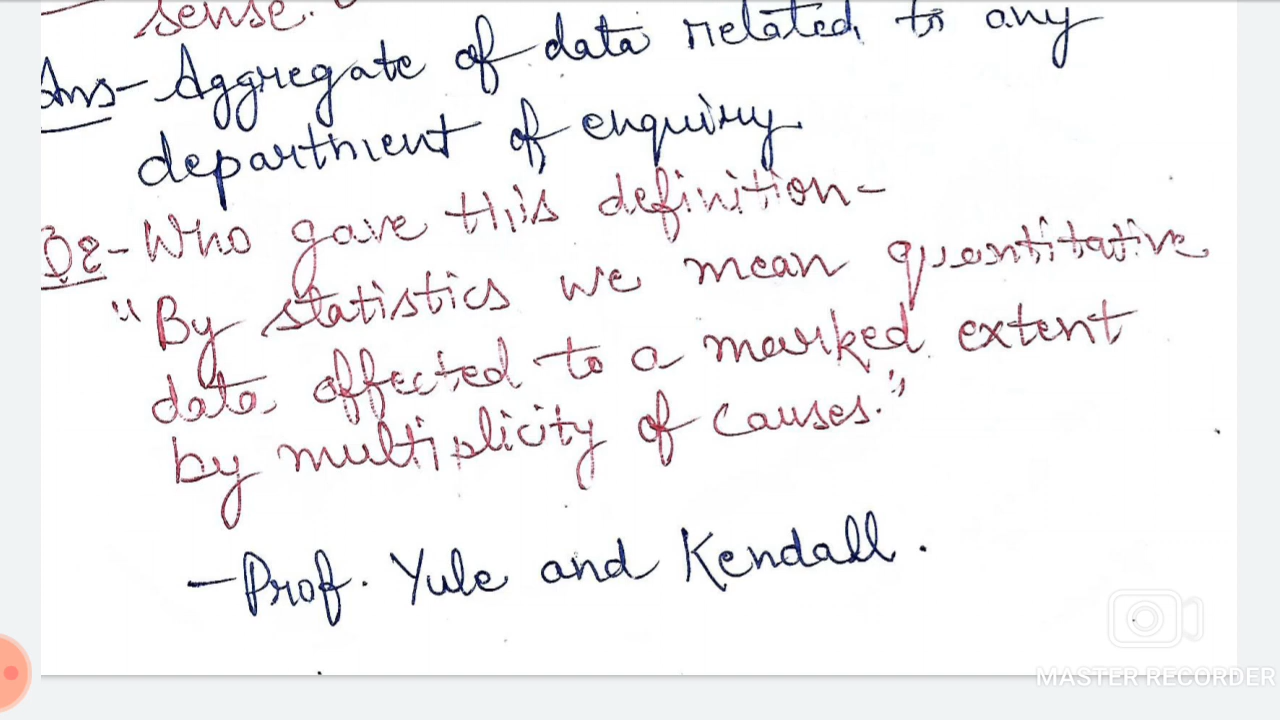 sense.
Ans- Aggregate of data related to any
department of enquiry
Q2- Who gave this definition-
"By statistics we mean quantitative
data affected to a marked extent
by multiplicity of causes."
- Prof. Yule and Kendall.
MASTER RECORDER